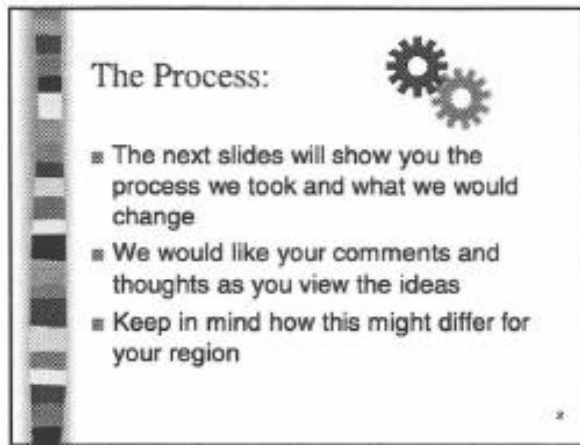 The Process:
The next slides will show you the
process we took and what we would
change
We would like your comments and
thoughts as you view the ideas
Keep in mind how this might differ for
your region